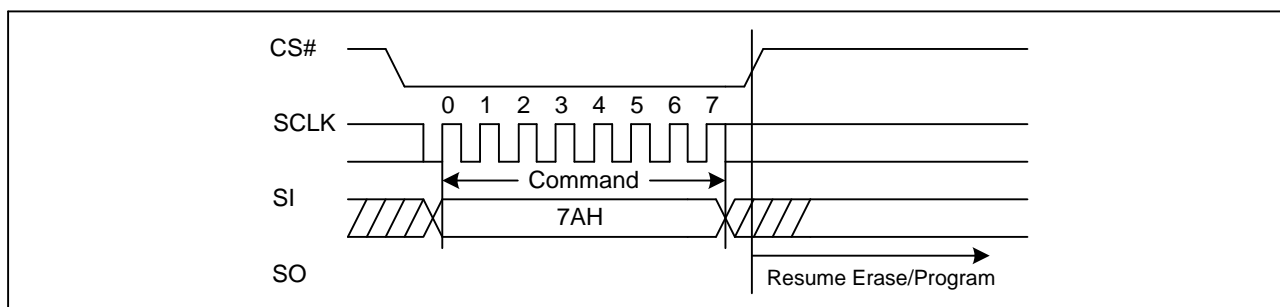 CS#
0 1 2 3 4 5 6 7
SCLK
Command
SI
7AH
SO
Resume Erase/Program